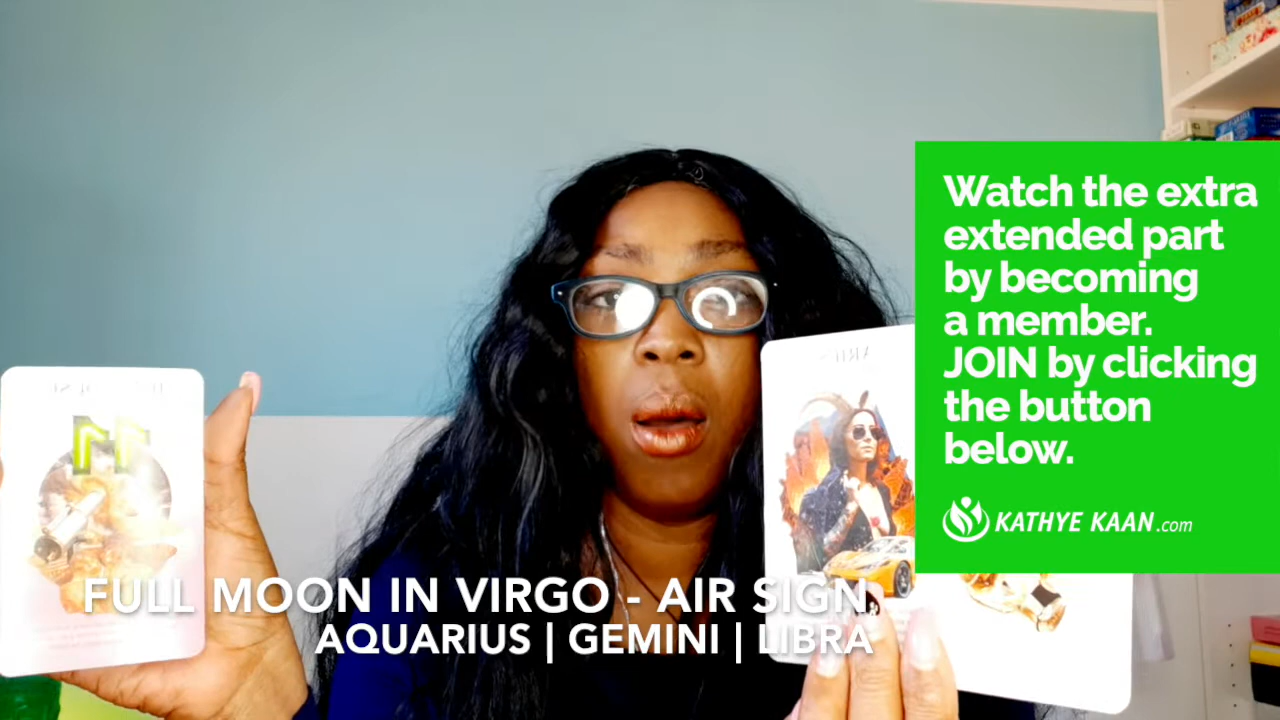 Watch the extra
extended part
by becoming
a member.
JOIN by clicking
the button
below.
KATHYE KAAN.com
FULL MOON IN VIRGO - AIR SIGN
AQUARIUS | GEMINI | LIBRA
11